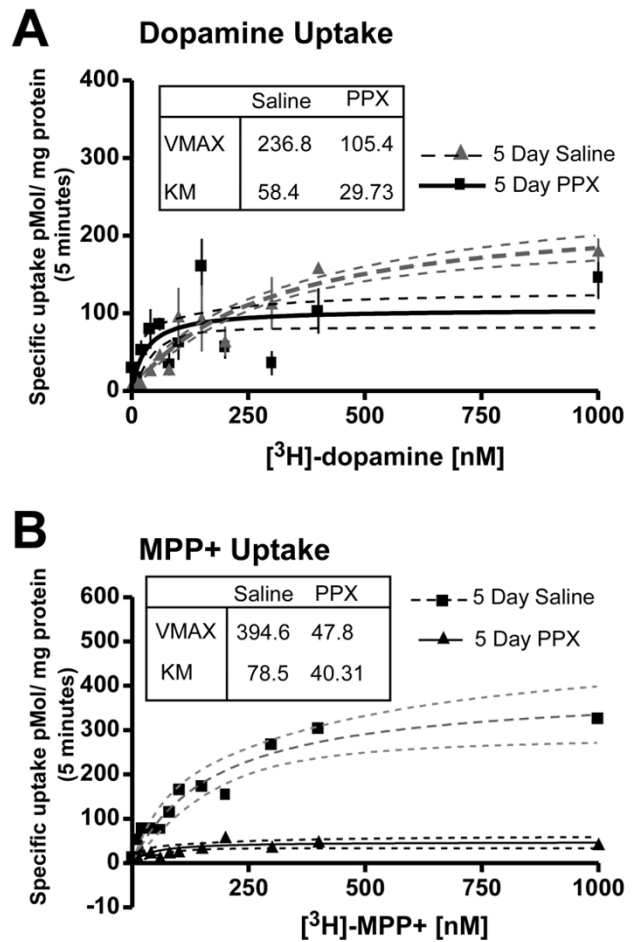 A Dopamine Uptake
Specific uptake pMol/ mg protein
(5 minutes)
400
300
200
100
0
Saline PPX
VMAX 236.8 105.4
KM 58.4 29.73
5 Day Saline
5 Day PPX
0 250 500 750 1000
[³H]-dopamine [nM]
B MPP+ Uptake
Specific uptake pMol/ mg protein
(5 minutes)
600
500
400
300
200
100
0
-10
Saline PPX
VMAX 394.6 47.8
KM 78.5 40.31
5 Day Saline
5 Day PPX
250 500 750 1000
[³H]-MPP+ [nM]